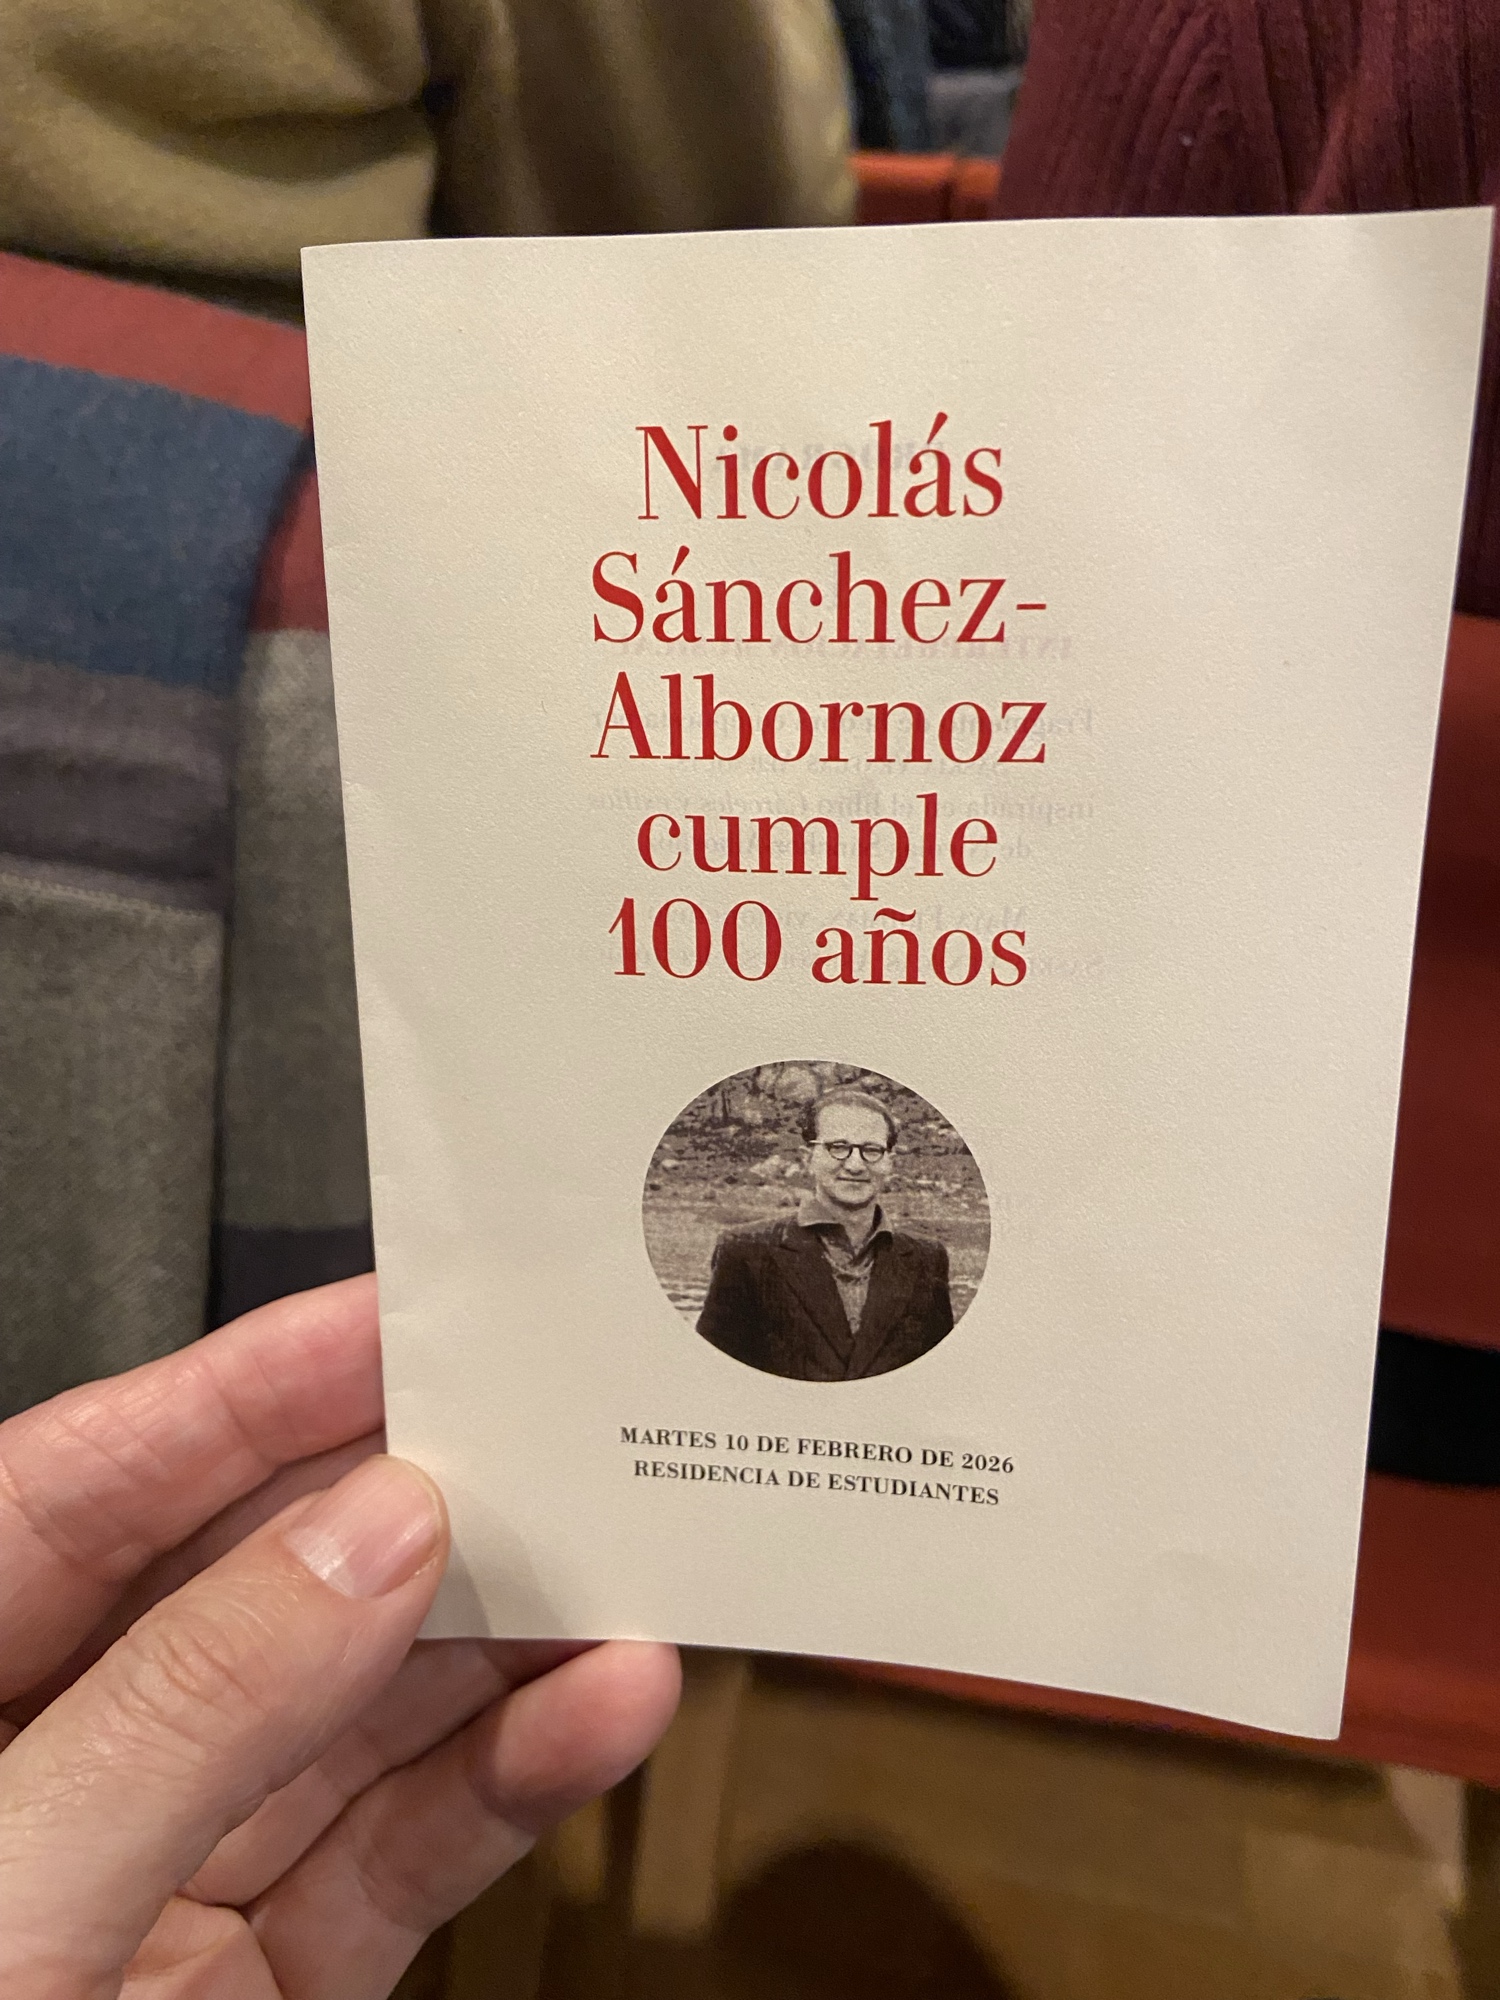 Nicolás
Sánchez-
Albornoz
cumple
100 años
MARTES 10 DE FEBRERO DE 2026
RESIDENCIA DE ESTUDIANTES